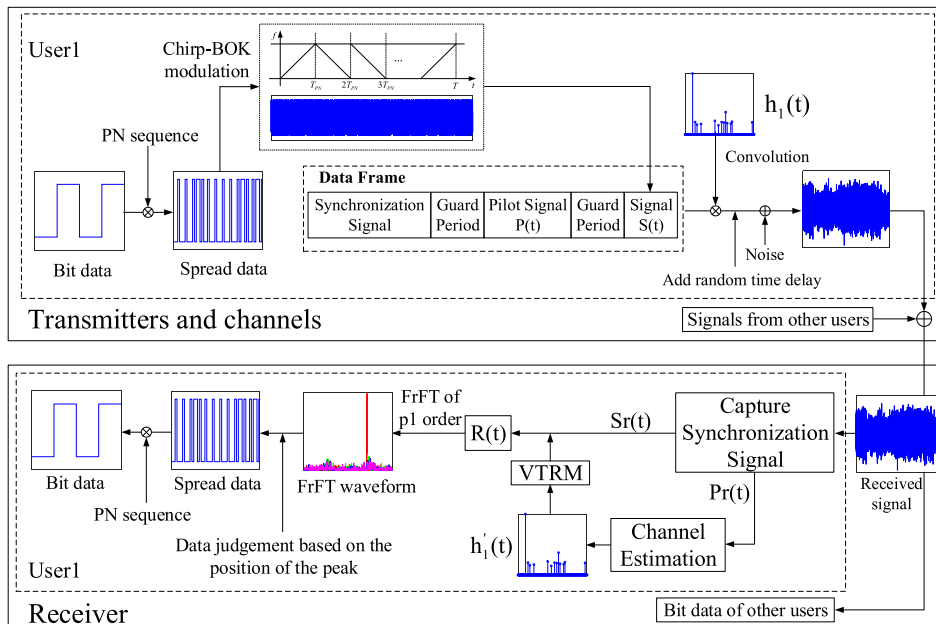 User1
Chirp-BOK
modulation
f
...
T_PN
2T_PN
3T_PN
T
t
PN sequence
h₁(t)
Convolution
Data Frame
Synchronization
Signal
Guard
Period
Pilot Signal
P(t)
Guard
Period
Signal
S(t)
Bit data
Spread data
Noise
Add random time delay
Transmitters and channels
Signals from other users
FrFT of
p1 order
R(t)
Sr(t)
Capture
Synchronization
Signal
VTRM
Pr(t)
Received
signal
Bit data
Spread data
FrFT waveform
PN sequence
Data judgement based on the
position of the peak
h₁'(t)
Channel
Estimation
User1
Receiver
Bit data of other users